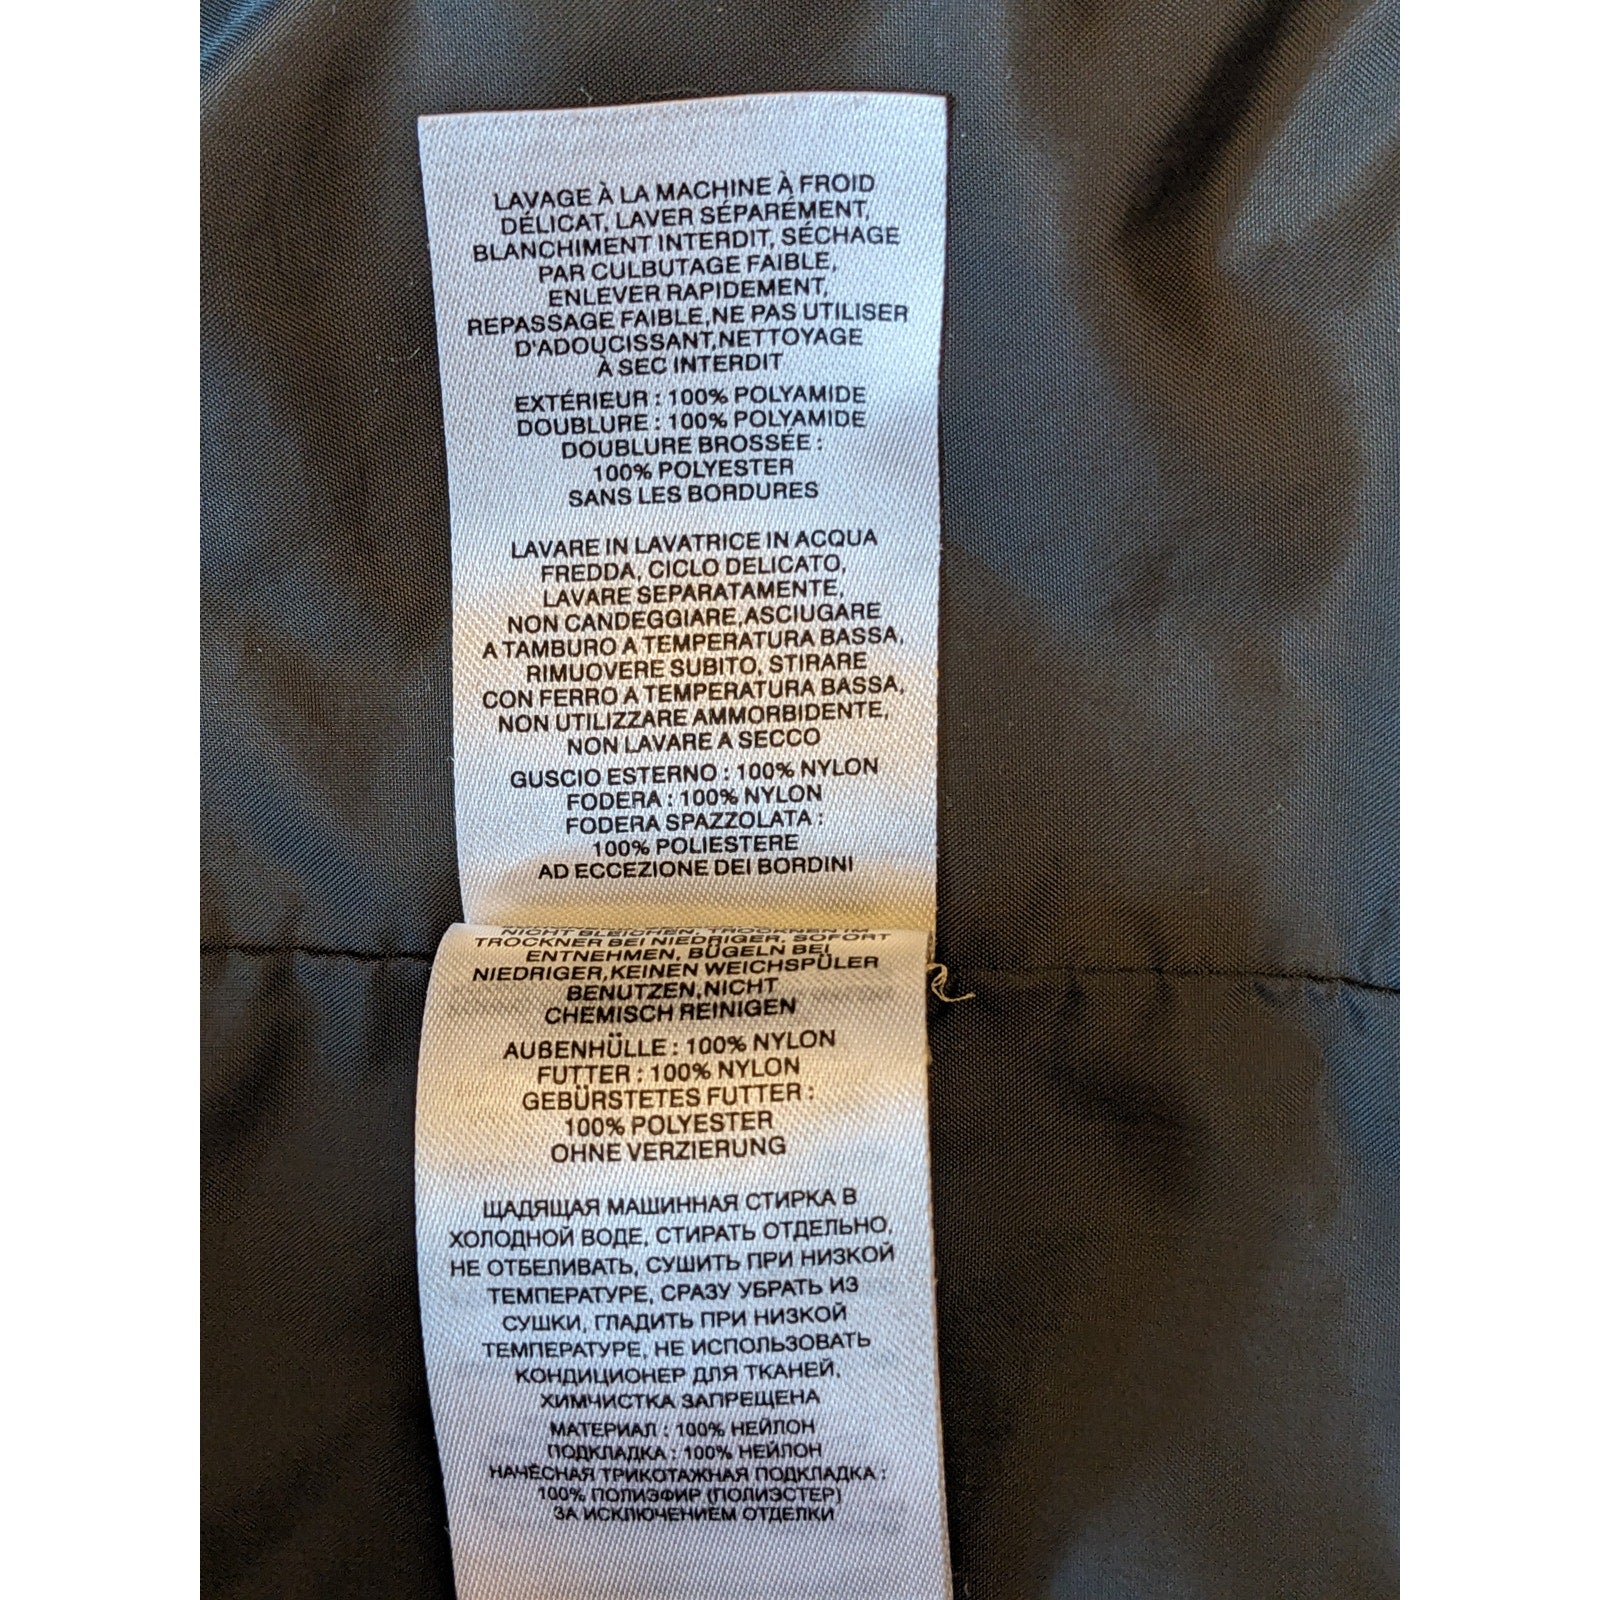 LAVAGE À LA MACHINE À FROID
DÉLICAT, LAVER SÉPARÉMENT,
BLANCHIMENT INTERDIT, SÉCHAGE
PAR CULBUTAGE FAIBLE,
ENLEVER RAPIDEMENT,
REPASSAGE FAIBLE,NE PAS UTILISER
D'ADOUCISSANT,NETTOYAGE
À SEC INTERDIT
EXTÉRIEUR : 100% POLYAMIDE
DOUBLURE : 100% POLYAMIDE
DOUBLURE BROSSÉE :
100% POLYESTER
SANS LES BORDURES
LAVARE IN LAVATRICE IN ACQUA
FREDDA, CICLO DELICATO,
LAVARE SEPARATAMENTE,
NON CANDEGGIARE,ASCIUGARE
A TAMBURO A TEMPERATURA BASSA,
RIMUOVERE SUBITO, STIRARE
CON FERRO A TEMPERATURA BASSA,
NON UTILIZZARE AMMORBIDENTE,
NON LAVARE A SECCO
GUSCIO ESTERNO : 100% NYLON
FODERA : 100% NYLON
FODERA SPAZZOLATA :
100% POLIESTERE
AD ECCEZIONE DEI BORDINI
NICHT BLEICHEN, TROCKNEN IM
TROCKNER BEI NIEDRIGER, SOFORT
ENTNEHMEN, BÜGELN BEI
NIEDRIGER,KEINEN WEICHSPÜLER
BENUTZEN,NICHT
CHEMISCH REINIGEN
AUßENHÜLLE : 100% NYLON
FUTTER : 100% NYLON
GEBÜRSTETES FUTTER :
100% POLYESTER
OHNE VERZIERUNG
ЩАДЯЩАЯ МАШИННАЯ СТИРКА В
ХОЛОДНОЙ ВОДЕ, СТИРАТЬ ОТДЕЛЬНО,
НЕ ОТБЕЛИВАТЬ, СУШИТЬ ПРИ НИЗКОЙ
ТЕМПЕРАТУРЕ, СРАЗУ УБРАТЬ ИЗ
СУШКИ, ГЛАДИТЬ ПРИ НИЗКОЙ
ТЕМПЕРАТУРЕ, НЕ ИСПОЛЬЗОВАТЬ
КОНДИЦИОНЕР ДЛЯ ТКАНЕЙ,
ХИМЧИСТКА ЗАПРЕЩЕНА
МАТЕРИАЛ : 100% НЕЙЛОН
ПОДКЛАДКА : 100% НЕЙЛОН
НАЧЁСНАЯ ТРИКОТАЖНАЯ ПОДКЛАДКА :
100% ПОЛИЭФИР (ПОЛИЭСТЕР)
ЗА ИСКЛЮЧЕНИЕМ ОТДЕЛКИ